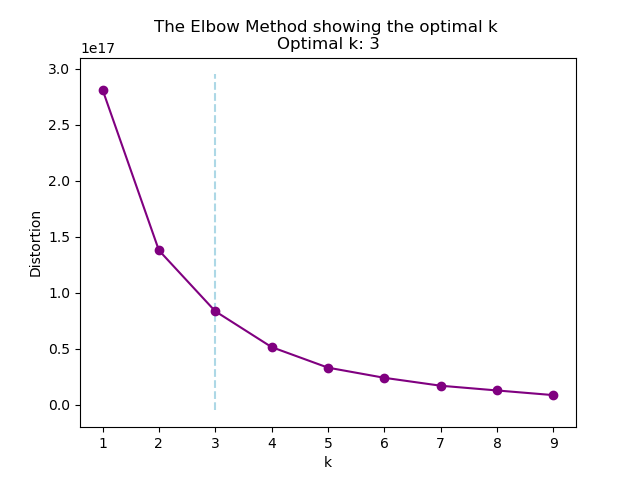 The Elbow Method showing the optimal k
Optimal k: 3
1e17
3.0
2.5
2.0
1.5
1.0
0.5
0.0
Distortion
1 2 3 4 5 6 7 8 9
k